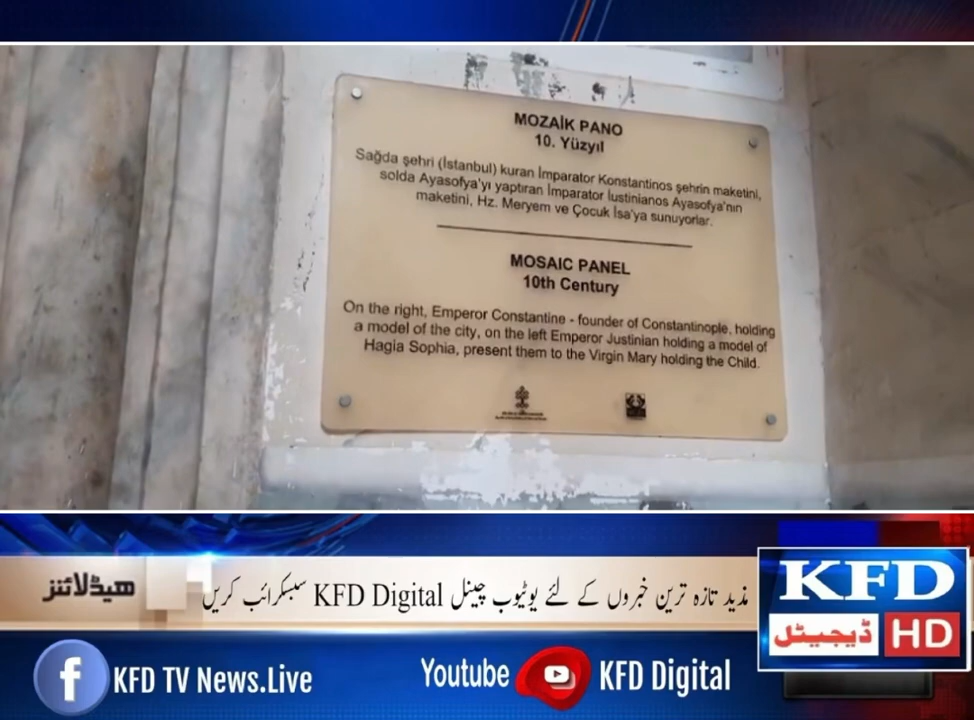 MOZAİK PANO
10. Yüzyıl
Sağda şehri (İstanbul) kuran İmparator Konstantinos şehrin maketini,
solda Ayasofya'yı yaptıran İmparator Iustinianos Ayasofya'nın
maketini, Hz. Meryem ve Çocuk İsa'ya sunuyorlar.
MOSAIC PANEL
10th Century
On the right, Emperor Constantine - founder of Constantinople, holding
a model of the city, on the left Emperor Justinian holding a model of
Hagia Sophia, present them to the Virgin Mary holding the Child.
ھیڈلائنز
مذید تازہ ترین خبروں کے لئے یوٹیوب چینل KFD Digital سبسکرائب کریں
KFD
ڈیجیٹل HD
f KFD TV News.Live
Youtube KFD Digital